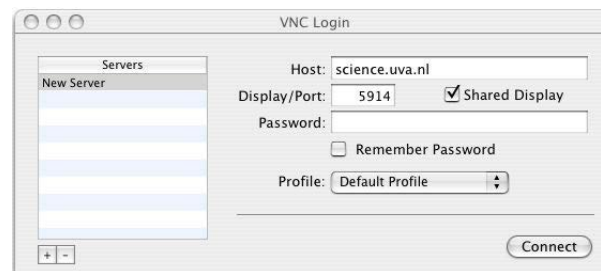 VNC Login
Servers
New Server
Host: science.uva.nl
Display/Port: 5914 Shared Display
Password:
Remember Password
Profile: Default Profile
+ -
Connect